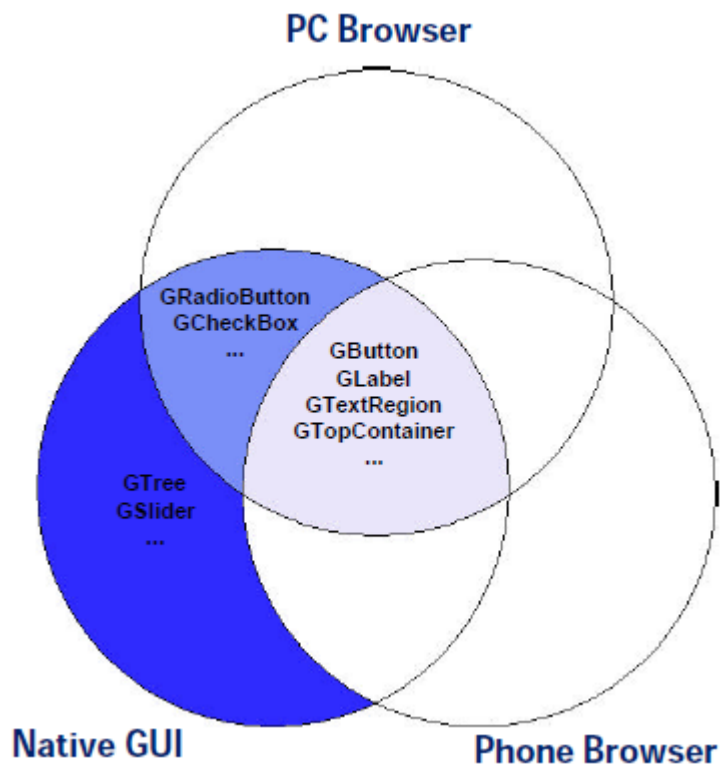 PC Browser
GRadioButton
GCheckBox
...
GButton
GLabel
GTextRegion
GTopContainer
...
GTree
GSlider
...
Native GUI
Phone Browser